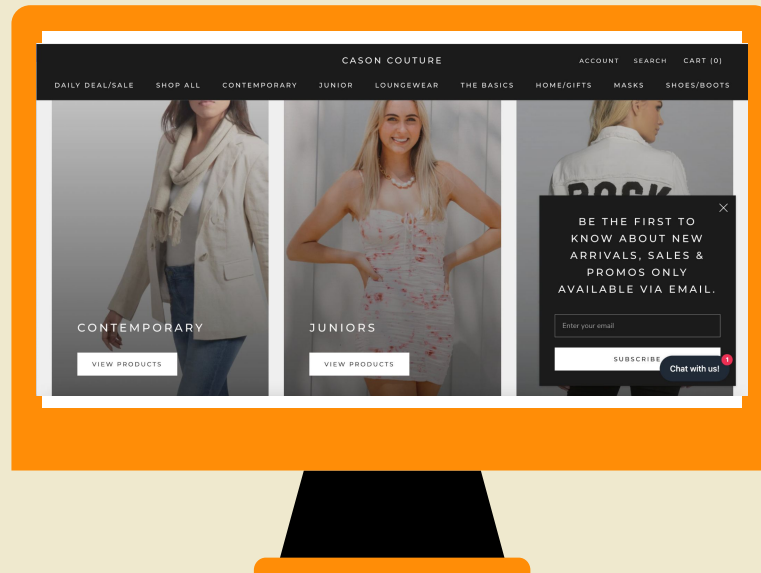 CASON COUTURE
ACCOUNT SEARCH CART (0)
DAILY DEAL/SALE SHOP ALL CONTEMPORARY JUNIOR LOUNGEWEAR THE BASICS HOME/GIFTS MASKS SHOES/BOOTS
ROCK
BE THE FIRST TO
KNOW ABOUT NEW
ARRIVALS, SALES &
PROMOS ONLY
AVAILABLE VIA EMAIL.
Enter your email
SUBSCRIBE
1
Chat with us!
CONTEMPORARY
VIEW PRODUCTS
JUNIORS
VIEW PRODUCTS